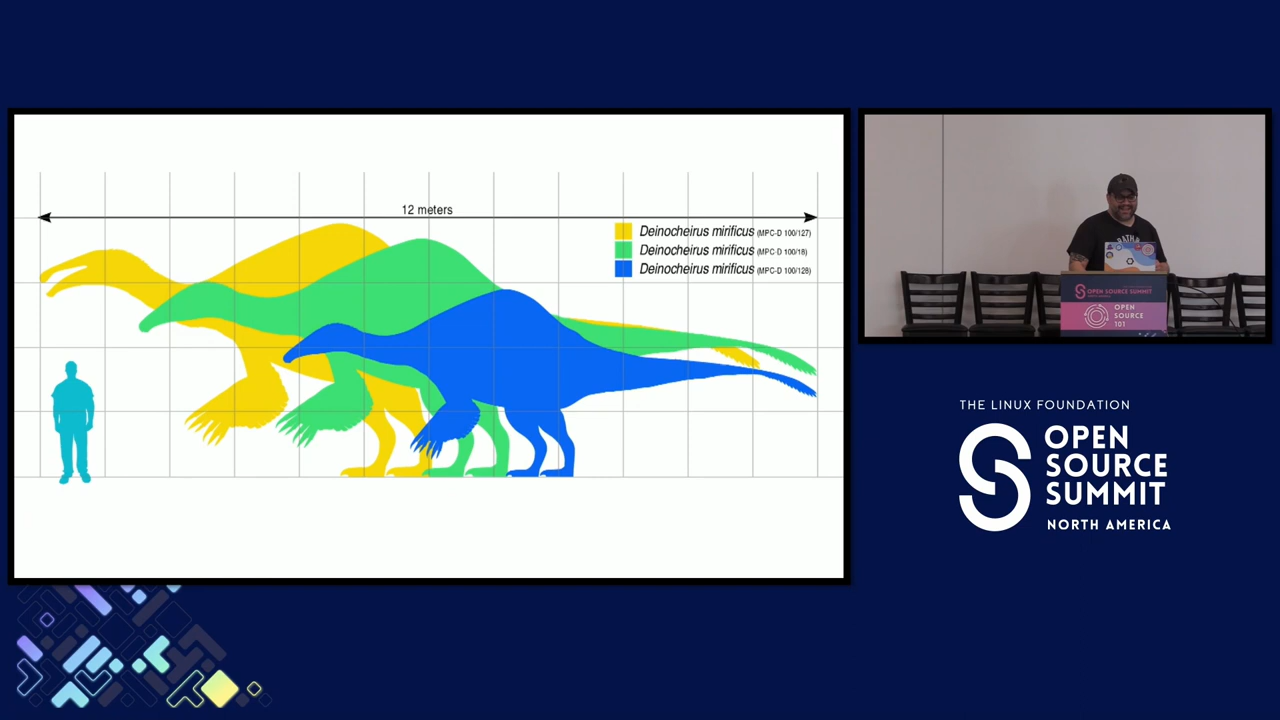 12 meters
Deinocheirus mirificus (MPC-D 100/127)
Deinocheirus mirificus (MPC-D 100/18)
Deinocheirus mirificus (MPC-D 100/128)
OPEN SOURCE SUMMIT
OPEN
SOURCE
101
THE LINUX FOUNDATION
OPEN
SOURCE
SUMMIT
NORTH AMERICA